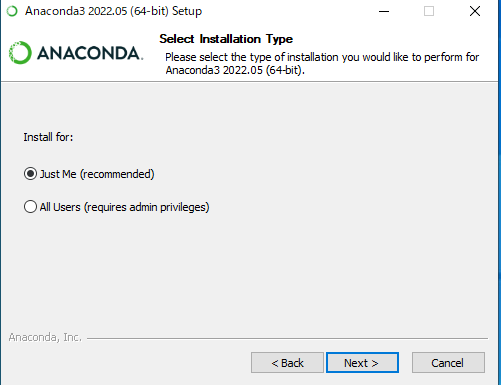 Anaconda3 2022.05 (64-bit) Setup
ANACONDA.
Select Installation Type
Please select the type of installation you would like to perform for
Anaconda3 2022.05 (64-bit).
Install for:
Just Me (recommended)
All Users (requires admin privileges)
Anaconda, Inc.
< Back
Next >
Cancel